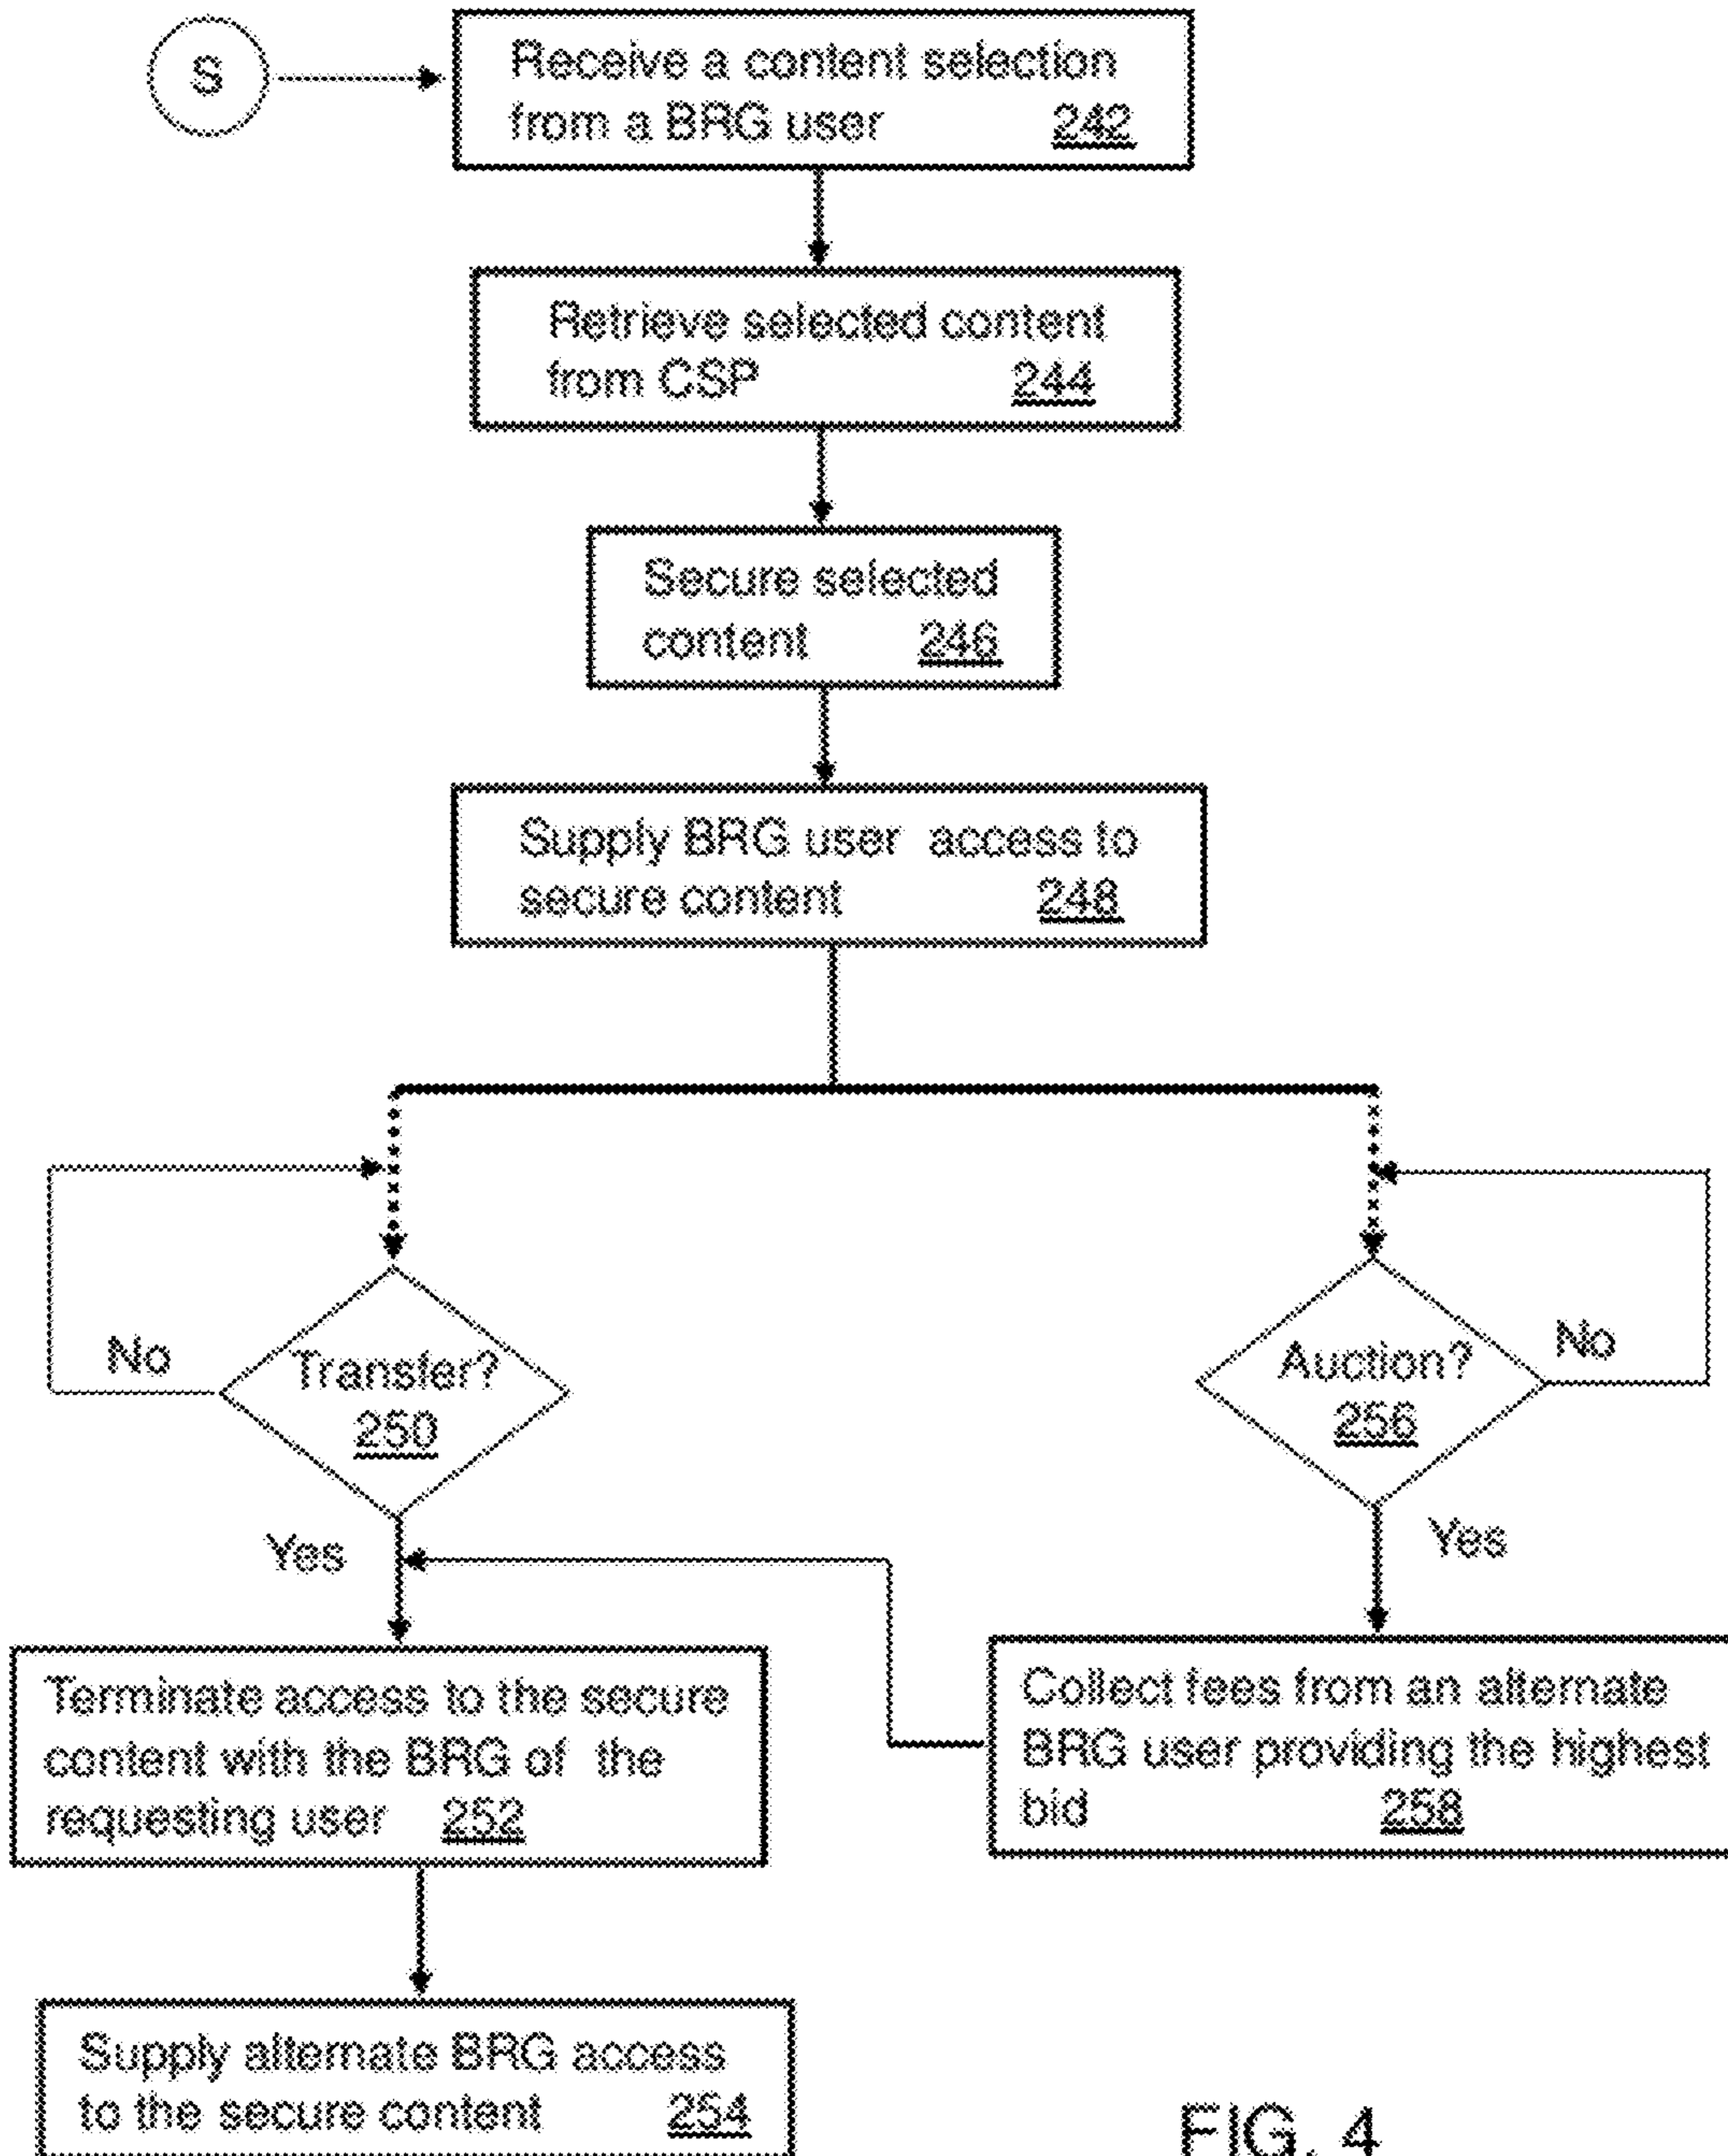 S
Receive a content selection
from a BRG user 242
Retrieve selected content
from CSP 244
Secure selected
content 246
Supply BRG user access to
secure content 248
No
Transfer?
250
Yes
Auction?
256
No
Yes
Terminate access to the secure
content with the BRG of the
requesting user 252
Collect fees from an alternate
BRG user providing the highest
bid 258
Supply alternate BRG access
to the secure content 254
FIG. 4